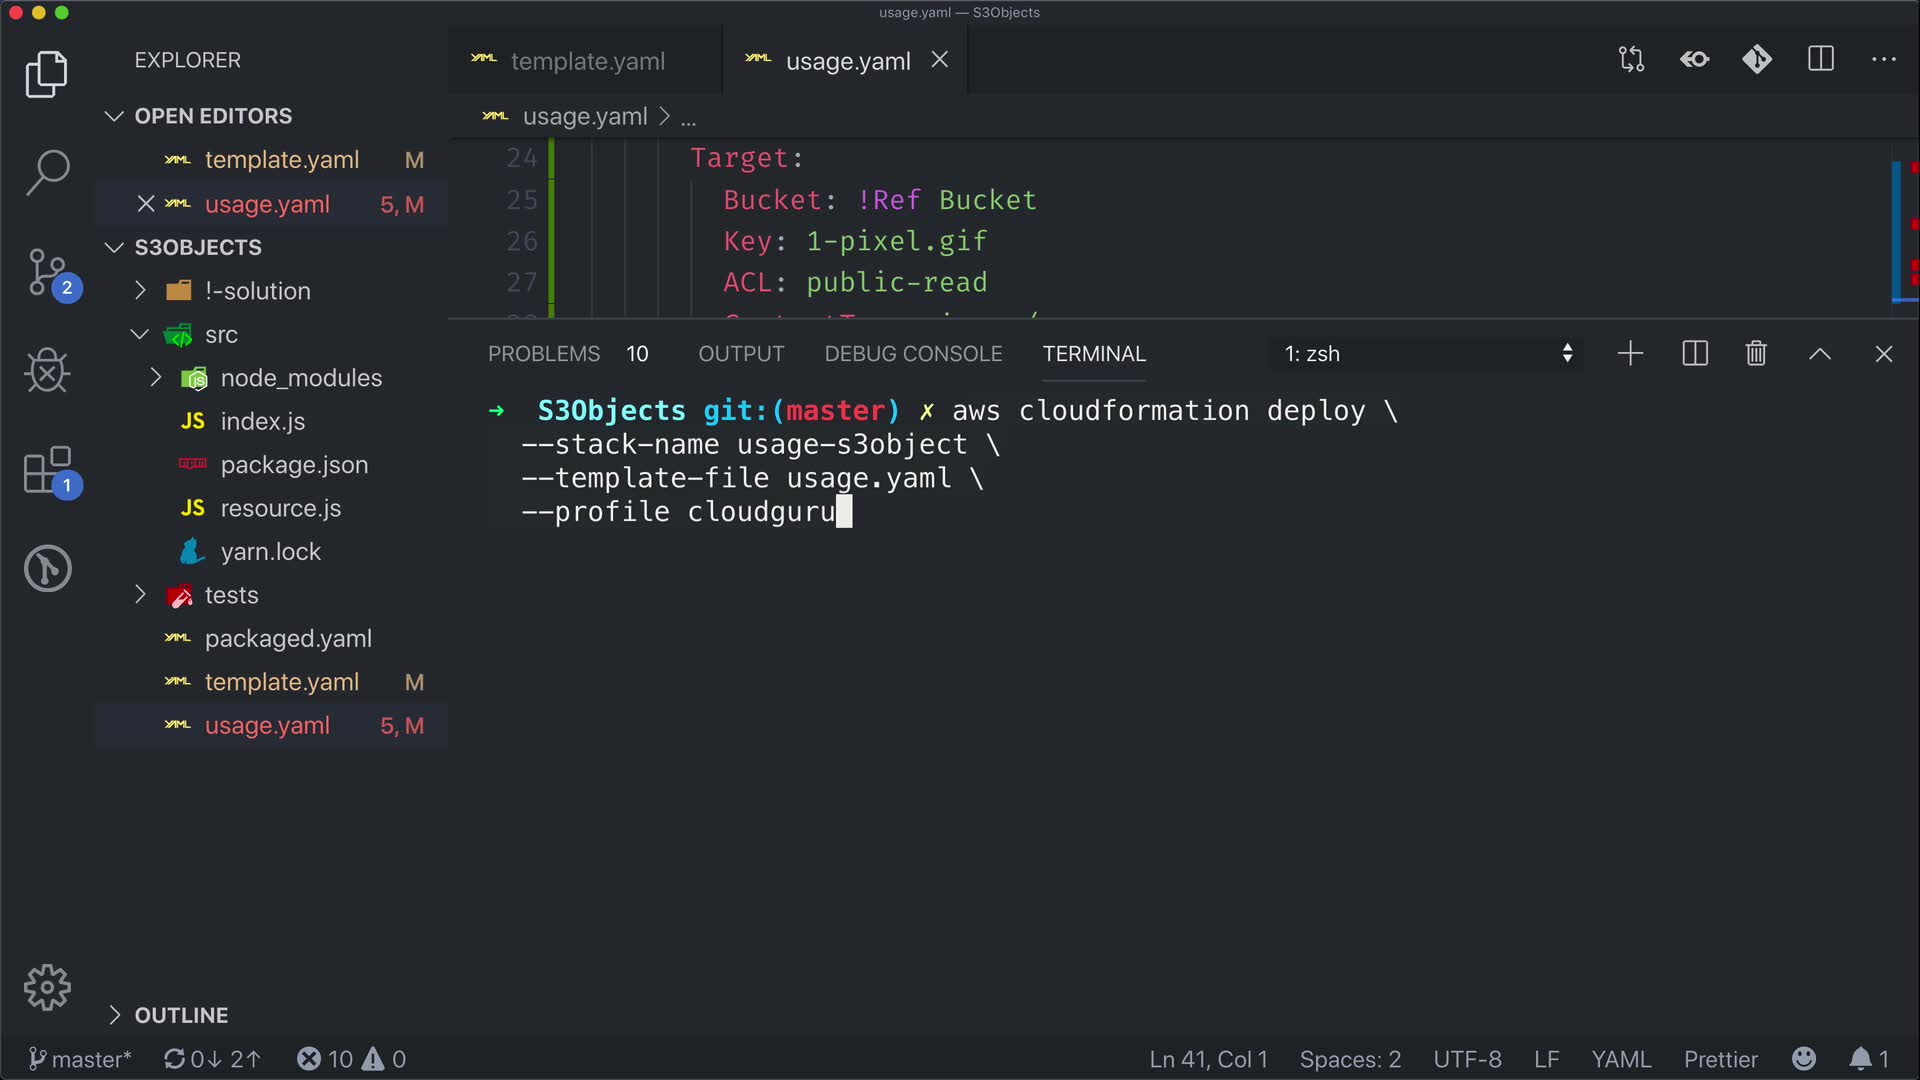 usage.yaml — S3Objects
EXPLORER
OPEN EDITORS
template.yaml M
usage.yaml 5, M
S3OBJECTS
!-solution
src
node_modules
JS index.js
package.json
JS resource.js
yarn.lock
tests
packaged.yaml
template.yaml M
usage.yaml 5, M
OUTLINE
2
1
template.yaml
usage.yaml
usage.yaml > ...
24 Target:
25 Bucket: !Ref Bucket
26 Key: 1-pixel.gif
27 ACL: public-read
PROBLEMS 10 OUTPUT DEBUG CONSOLE TERMINAL 1: zsh
➜ S3Objects git:(master) ✗ aws cloudformation deploy \
--stack-name usage-s3object \
--template-file usage.yaml \
--profile cloudguru
master* 0↓ 2↑ 10 0 Ln 41, Col 1 Spaces: 2 UTF-8 LF YAML Prettier 1